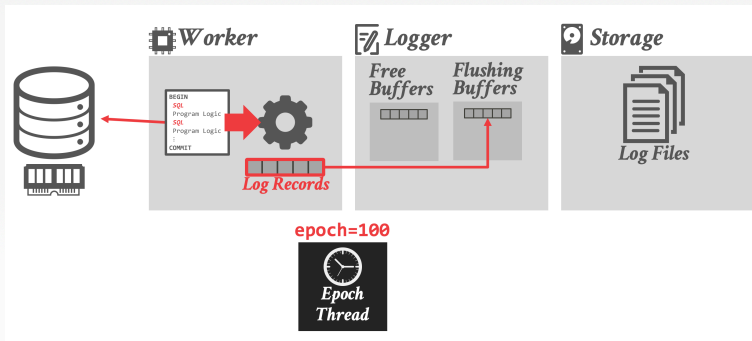 Worker
Logger
Storage
Free
Buffers
Flushing
Buffers
BEGIN
SQL
Program Logic
SQL
Program Logic
⋮
COMMIT
Log Records
Log Files
epoch=100
Epoch
Thread